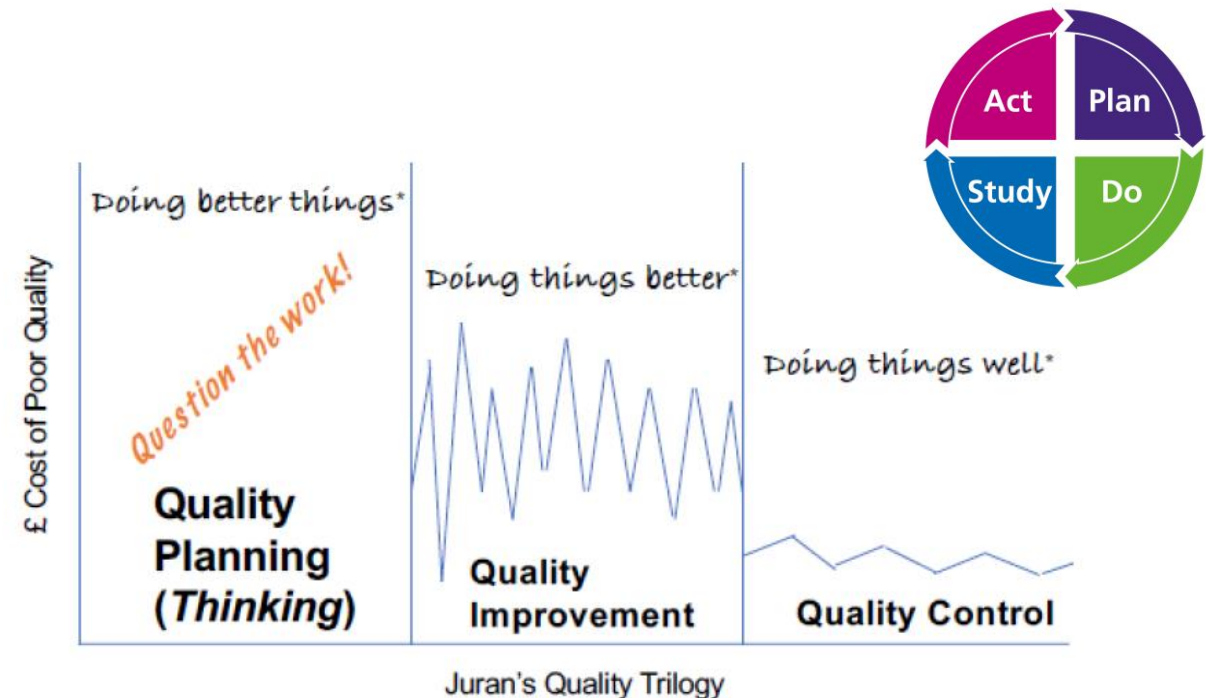 Act
Plan
Study
Do
Doing better things*
Question the work!
Quality
Planning
(Thinking)
Doing things better*
Quality
Improvement
Doing things well*
Quality Control
£ Cost of Poor Quality
Juran's Quality Trilogy